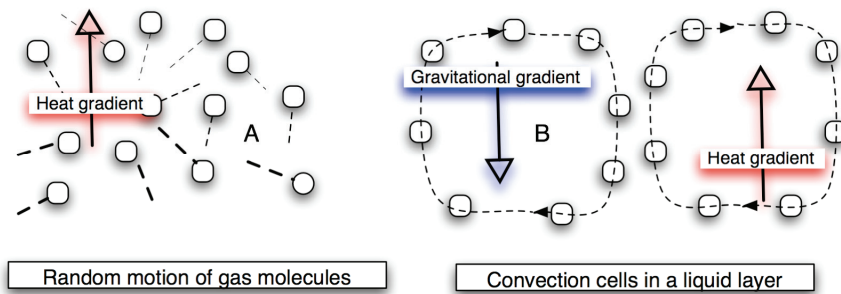 Heat gradient
A
Gravitational gradient
B
Heat gradient
Random motion of gas molecules
Convection cells in a liquid layer